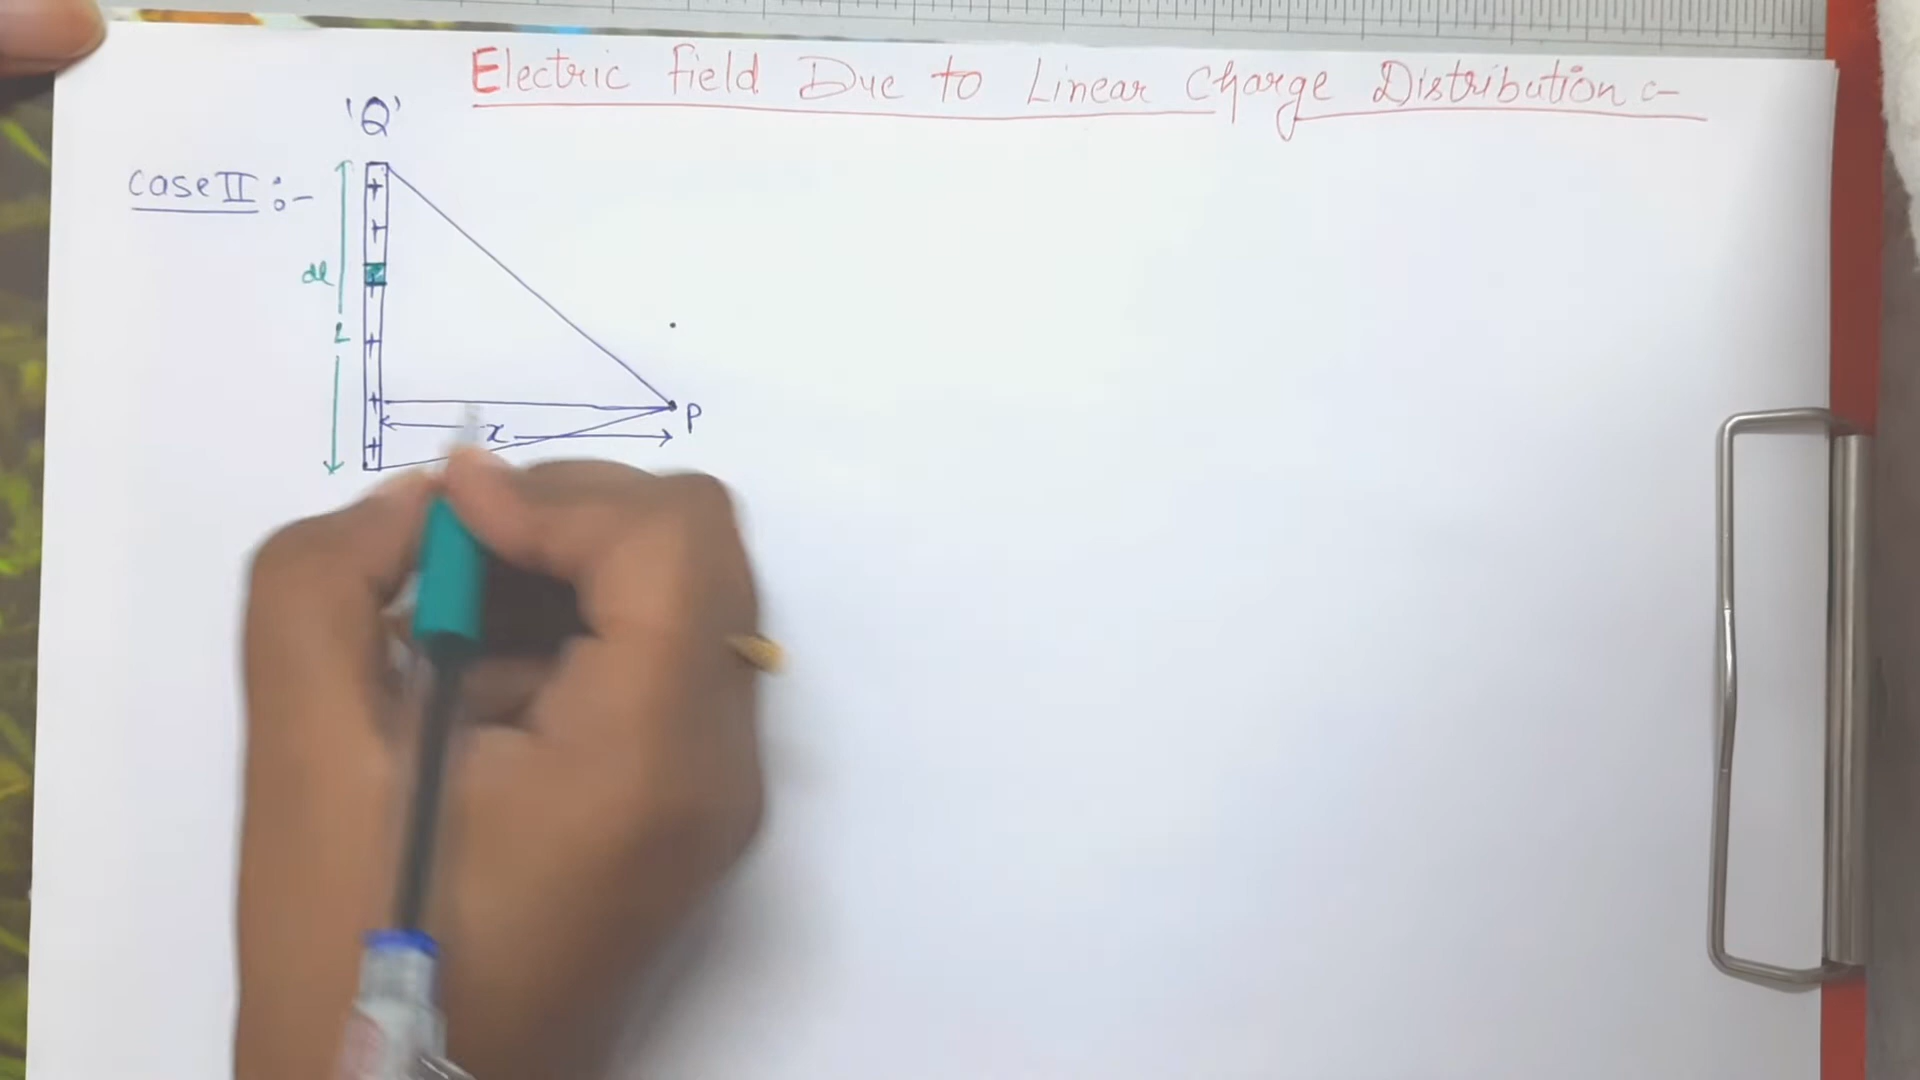 Electric field Due to Linear Charge Distribution :-
'Q'
Case II :-
+
+
dl
+
L
+
+
x
P
+